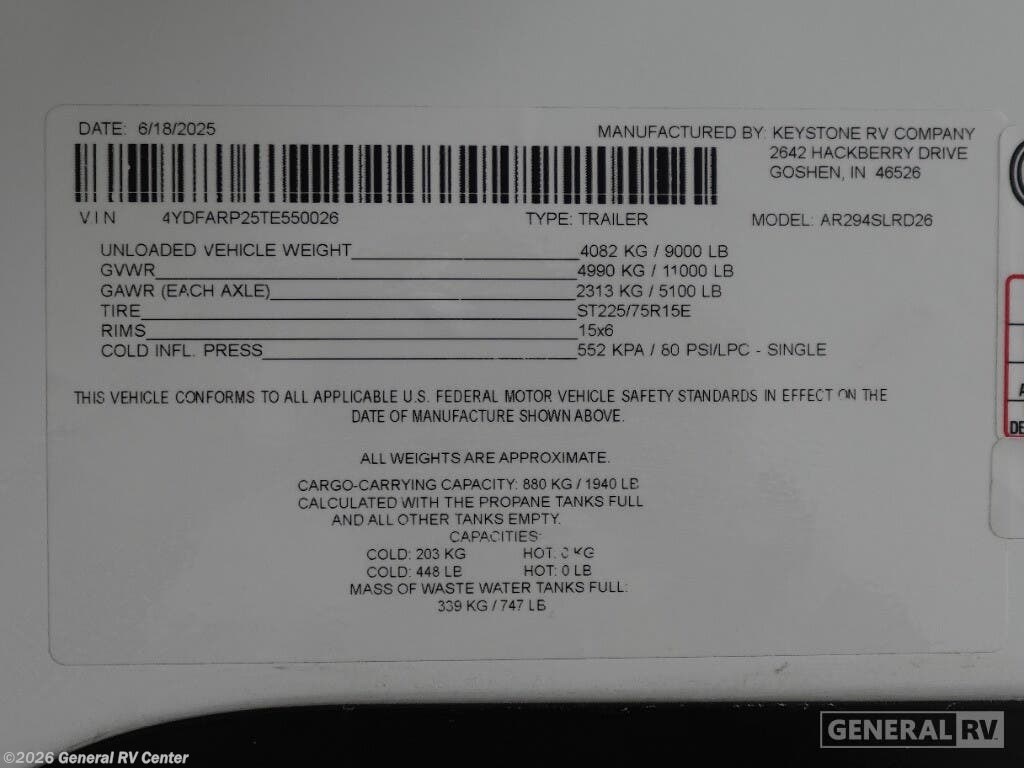 DATE: 6/18/2025
MANUFACTURED BY: KEYSTONE RV COMPANY
2642 HACKBERRY DRIVE
GOSHEN, IN 46526
VIN 4YDFARP25TE550026 TYPE: TRAILER MODEL: AR294SLRD26
UNLOADED VEHICLE WEIGHT 4082 KG / 9000 LB
GVWR 4990 KG / 11000 LB
GAWR (EACH AXLE) 2313 KG / 5100 LB
TIRE ST225/75R15E
RIMS 15x6
COLD INFL. PRESS 552 KPA / 80 PSI/LPC - SINGLE
THIS VEHICLE CONFORMS TO ALL APPLICABLE U.S. FEDERAL MOTOR VEHICLE SAFETY STANDARDS IN EFFECT ON THE
DATE OF MANUFACTURE SHOWN ABOVE.
ALL WEIGHTS ARE APPROXIMATE.
CARGO-CARRYING CAPACITY: 880 KG / 1940 LB
CALCULATED WITH THE PROPANE TANKS FULL
AND ALL OTHER TANKS EMPTY.
CAPACITIES:
COLD: 203 KG HOT: 0 KG
COLD: 448 LB HOT: 0 LB
MASS OF WASTE WATER TANKS FULL:
339 KG / 747 LB
GENERAL RV
©2026 General RV Center